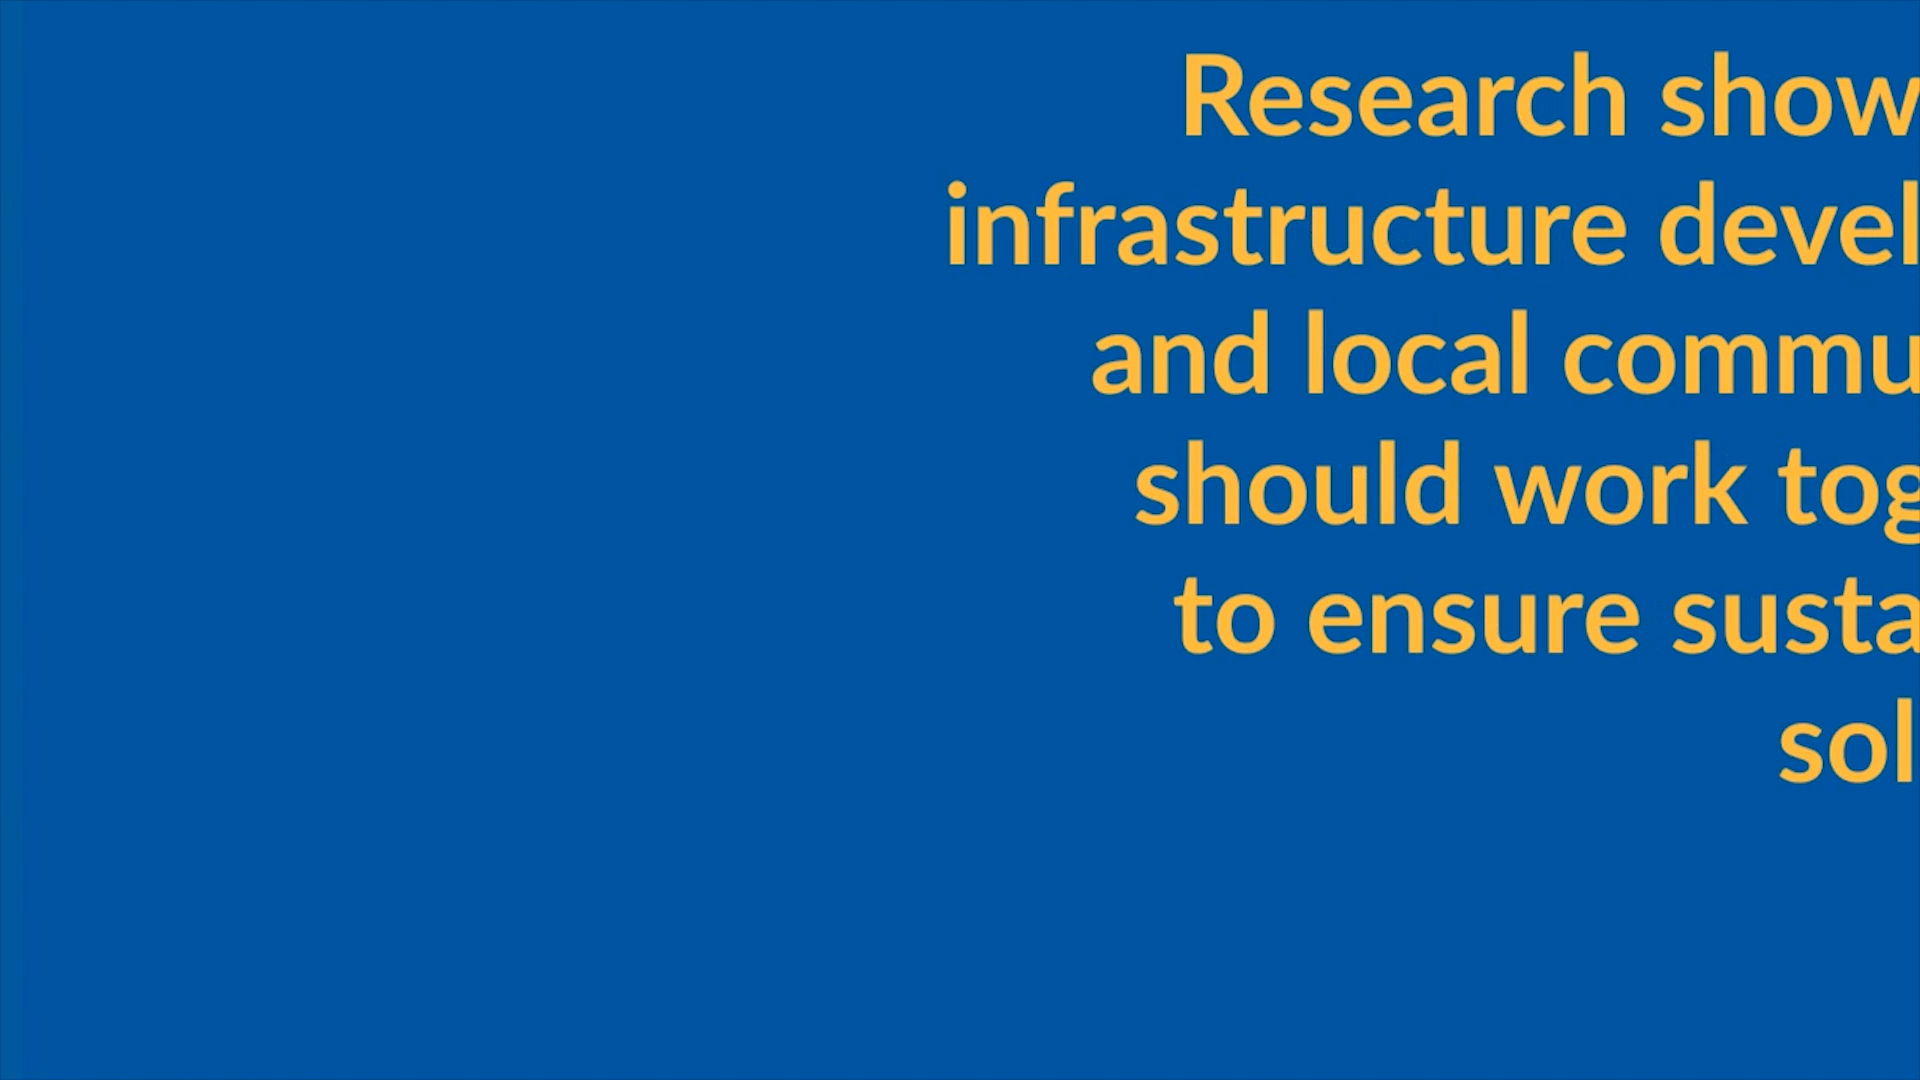 Research show
infrastructure devel
and local commu
should work tog
to ensure susta
sol